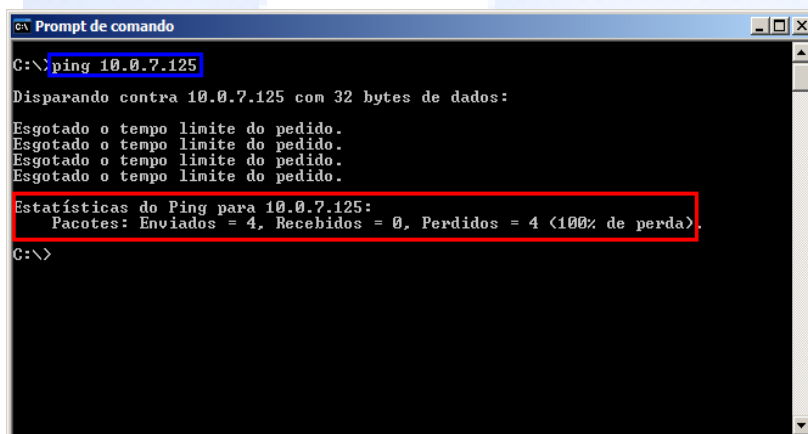 Prompt de comando
C:\>ping 10.0.7.125
Disparando contra 10.0.7.125 com 32 bytes de dados:
Esgotado o tempo limite do pedido.
Esgotado o tempo limite do pedido.
Esgotado o tempo limite do pedido.
Esgotado o tempo limite do pedido.
Estatísticas do Ping para 10.0.7.125:
Pacotes: Enviados = 4, Recebidos = 0, Perdidos = 4 (100% de perda).
C:\>